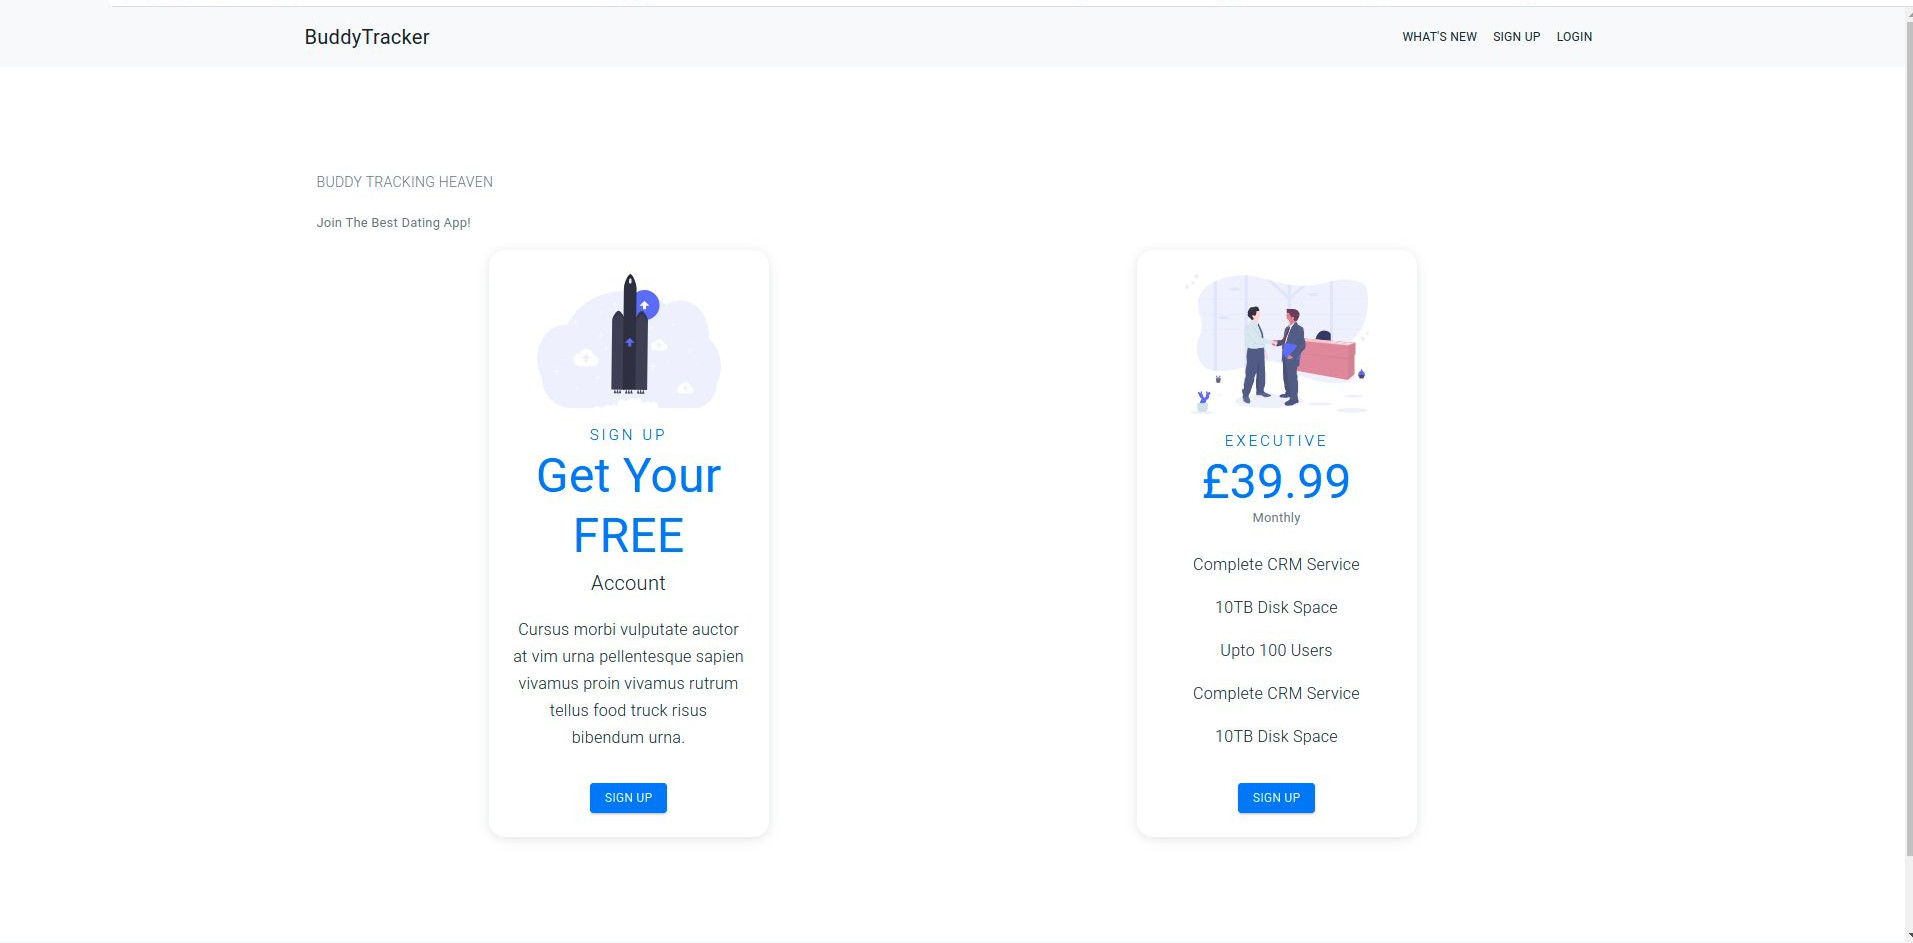 BuddyTracker
WHAT'S NEW
SIGN UP
LOGIN
BUDDY TRACKING HEAVEN
Join The Best Dating App!
SIGN UP
Get Your
FREE
Account
Cursus morbi vulputate auctor
at vim urna pellentesque sapien
vivamus proin vivamus rutrum
tellus food truck risus
bibendum urna.
SIGN UP
EXECUTIVE
£39.99
Monthly
Complete CRM Service
10TB Disk Space
Upto 100 Users
Complete CRM Service
10TB Disk Space
SIGN UP